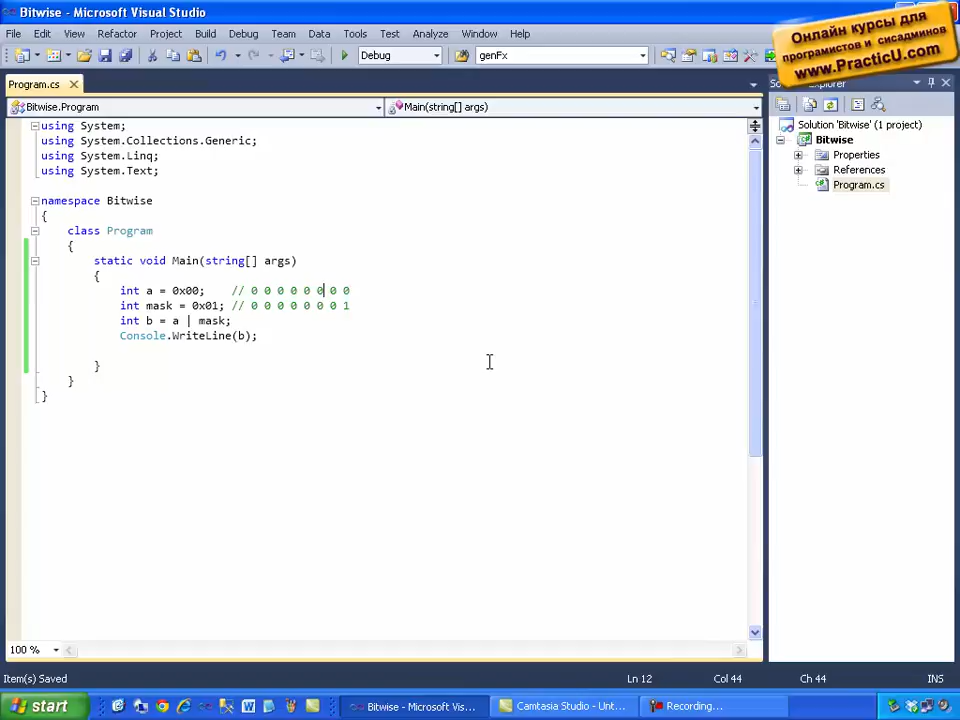 Bitwise - Microsoft Visual Studio
File Edit View Refactor Project Build Debug Team Data Tools Test Analyze Window Help
Онлайн курсы для
програмистов и сисадминов
www.PracticU.com
Debug genFx
Program.cs
Explorer
Bitwise.Program Main(string[] args)
using System;
using System.Collections.Generic;
using System.Linq;
using System.Text;
namespace Bitwise
{
class Program
{
static void Main(string[] args)
{
int a = 0x00; // 0 0 0 0 0 0 0 0
int mask = 0x01; // 0 0 0 0 0 0 0 1
int b = a | mask;
Console.WriteLine(b);
}
}
}
Solution 'Bitwise' (1 project)
Bitwise
Properties
References
Program.cs
100 %
Item(s) Saved Ln 12 Col 44 Ch 44 INS
start Bitwise - Microsoft Vis... Camtasia Studio - Unt... Recording...